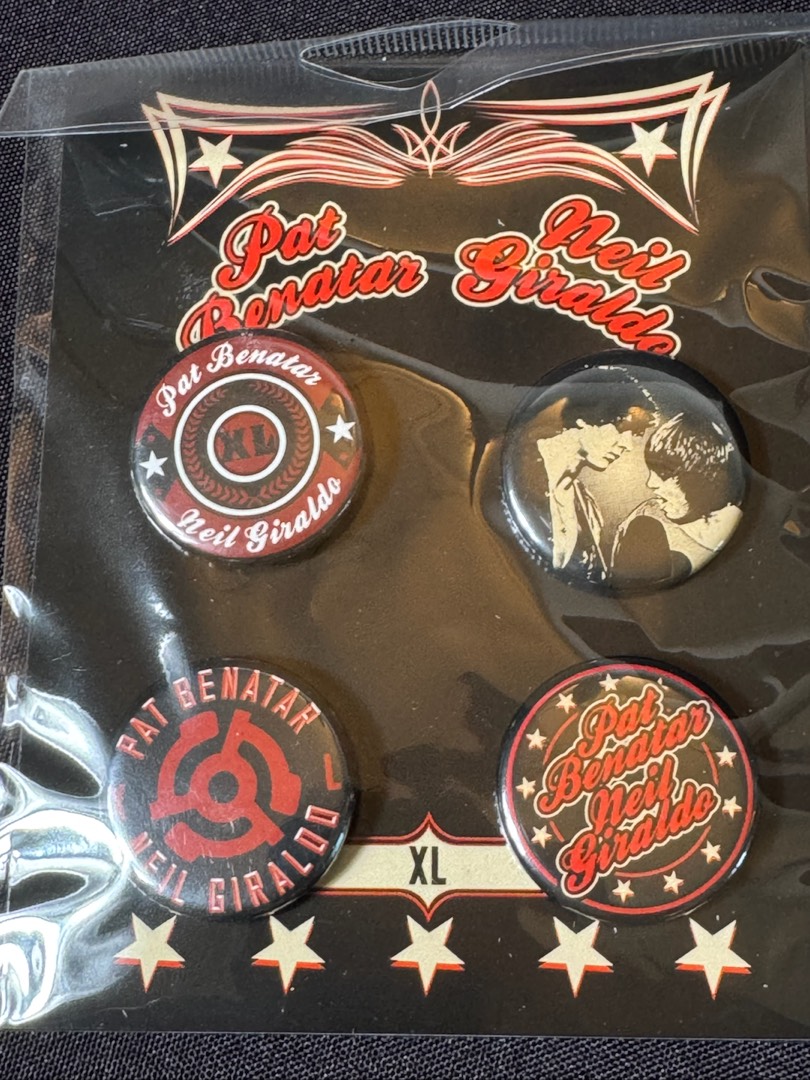 Pat
Benatar
Neil
Giraldo
Pat Benatar
XL
Neil Giraldo
PAT BENATAR
L
NEIL GIRALDO
Pat
Benatar
Neil
Giraldo
XL